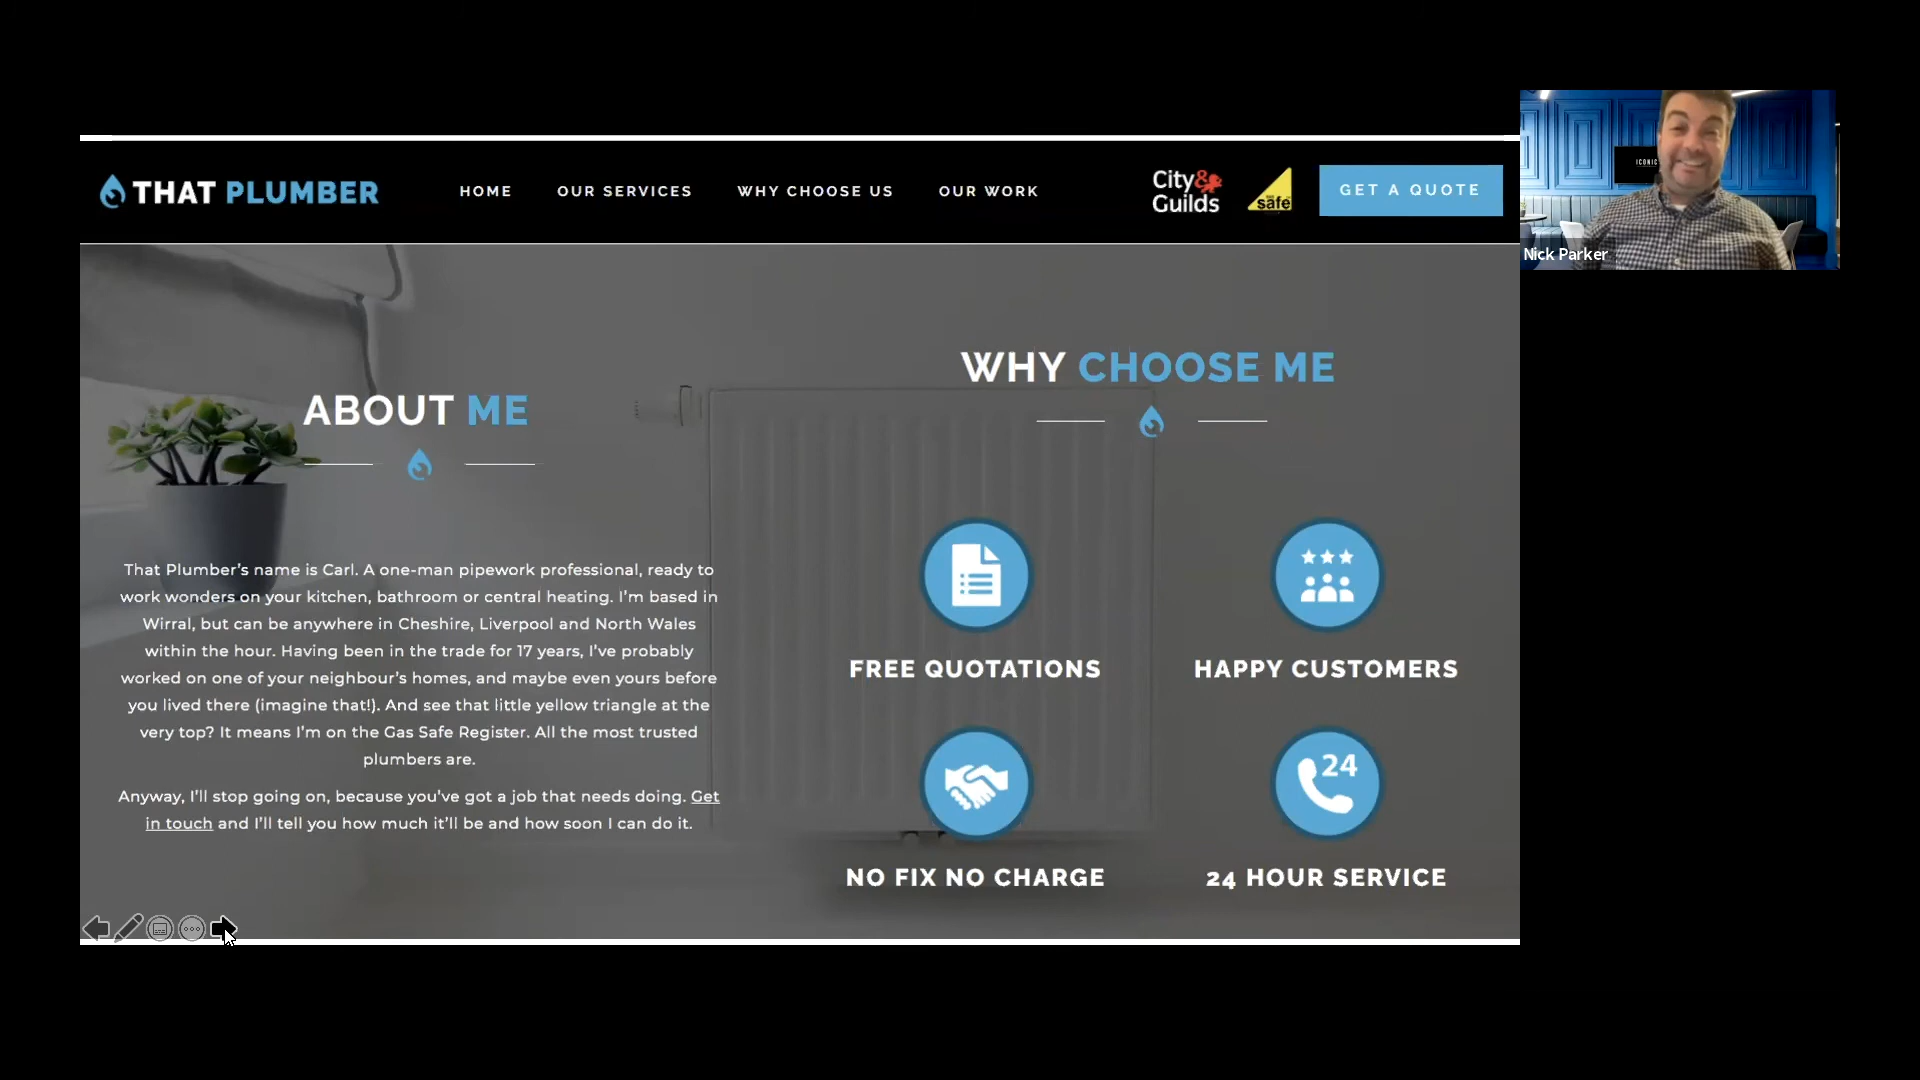 THAT PLUMBER
HOME
OUR SERVICES
WHY CHOOSE US
OUR WORK
City&
Guilds
safe
GET A QUOTE
ICONIC
Nick Parker
ABOUT ME
That Plumber’s name is Carl. A one-man pipework professional, ready to
work wonders on your kitchen, bathroom or central heating. I’m based in
Wirral, but can be anywhere in Cheshire, Liverpool and North Wales
within the hour. Having been in the trade for 17 years, I’ve probably
worked on one of your neighbour’s homes, and maybe even yours before
you lived there (imagine that!). And see that little yellow triangle at the
very top? It means I’m on the Gas Safe Register. All the most trusted
plumbers are.
Anyway, I’ll stop going on, because you’ve got a job that needs doing. Get
in touch and I’ll tell you how much it’ll be and how soon I can do it.
WHY CHOOSE ME
FREE QUOTATIONS
HAPPY CUSTOMERS
NO FIX NO CHARGE
24
24 HOUR SERVICE